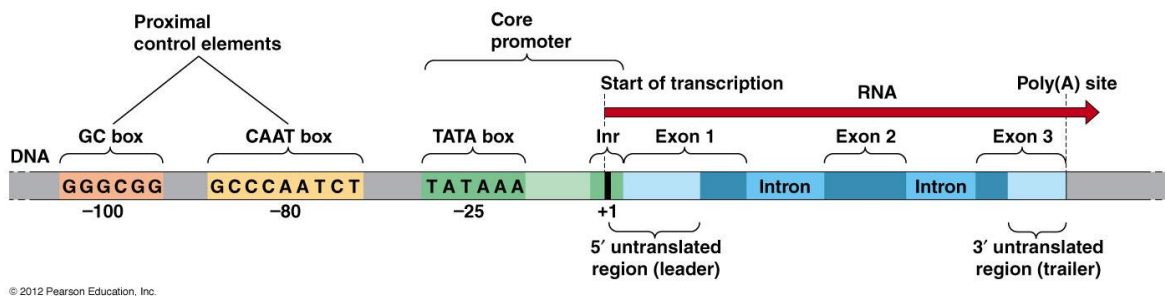 Proximal
control elements
Core
promoter
Start of transcription
Poly(A) site
RNA
GC box
CAAT box
TATA box
Inr
Exon 1
Exon 2
Exon 3
DNA
GGGCGG
GCCCAATCT
TATAAA
Intron
Intron
–100
–80
–25
+1
5′ untranslated
region (leader)
3′ untranslated
region (trailer)
© 2012 Pearson Education, Inc.